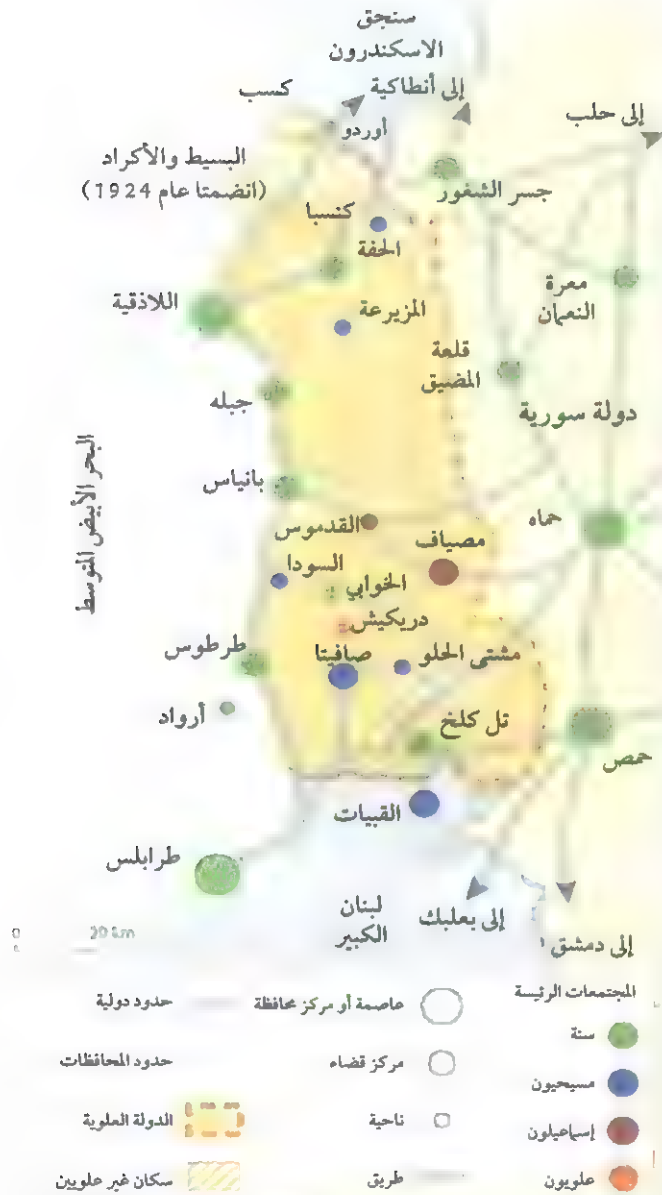 سنجق
الاسكندرون
إلى أنطاكية
كسب
أوردو
إلى حلب
البسيط والأكراد
(انضمتا عام 1924)
جسر الشغور
كنسبا
الحفة
معرة
النعمان
اللاذقية
المزيرعة
قلعة
المضيق
جبله
دولة سورية
البحر الأبيض المتوسط
بانياس
القدموس
حماه
مصياف
السودا
الخوابي
دريكيش
طرطوس
صافيتا
مشتى الحلو
أرواد
تل كلخ
حمص
القبيات
طرابلس
لبنان
الكبير
إلى بعلبك
إلى دمشق
0 20 km
المجتمعات الرئيسة
سنة
مسيحيون
إسماعيلون
علويون
عاصمة أو مركز محافظة
مركز قضاء
ناحية
طريق
حدود دولية
حدود المحافظات
الدولة العلوية
سكان غير علويين